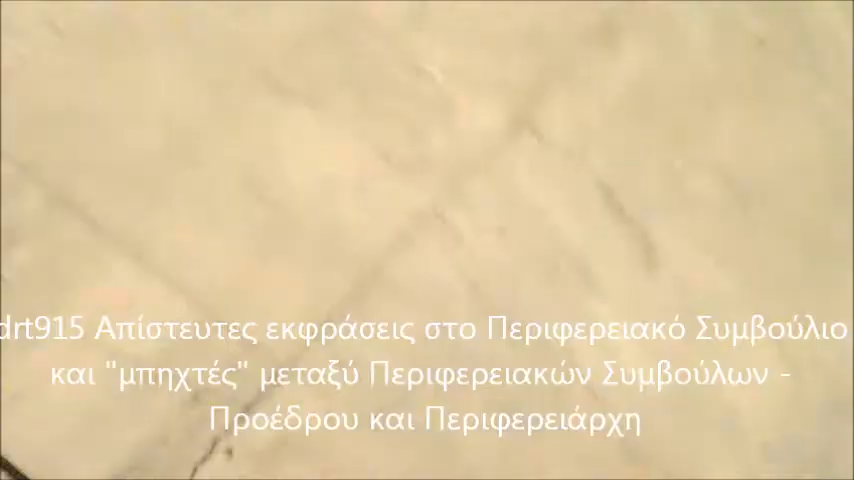 drt915 Απίστευτες εκφράσεις στο Περιφερειακό Συμβούλιο
και "μπηχτές" μεταξύ Περιφερειακών Συμβούλων -
Προέδρου και Περιφερειάρχη